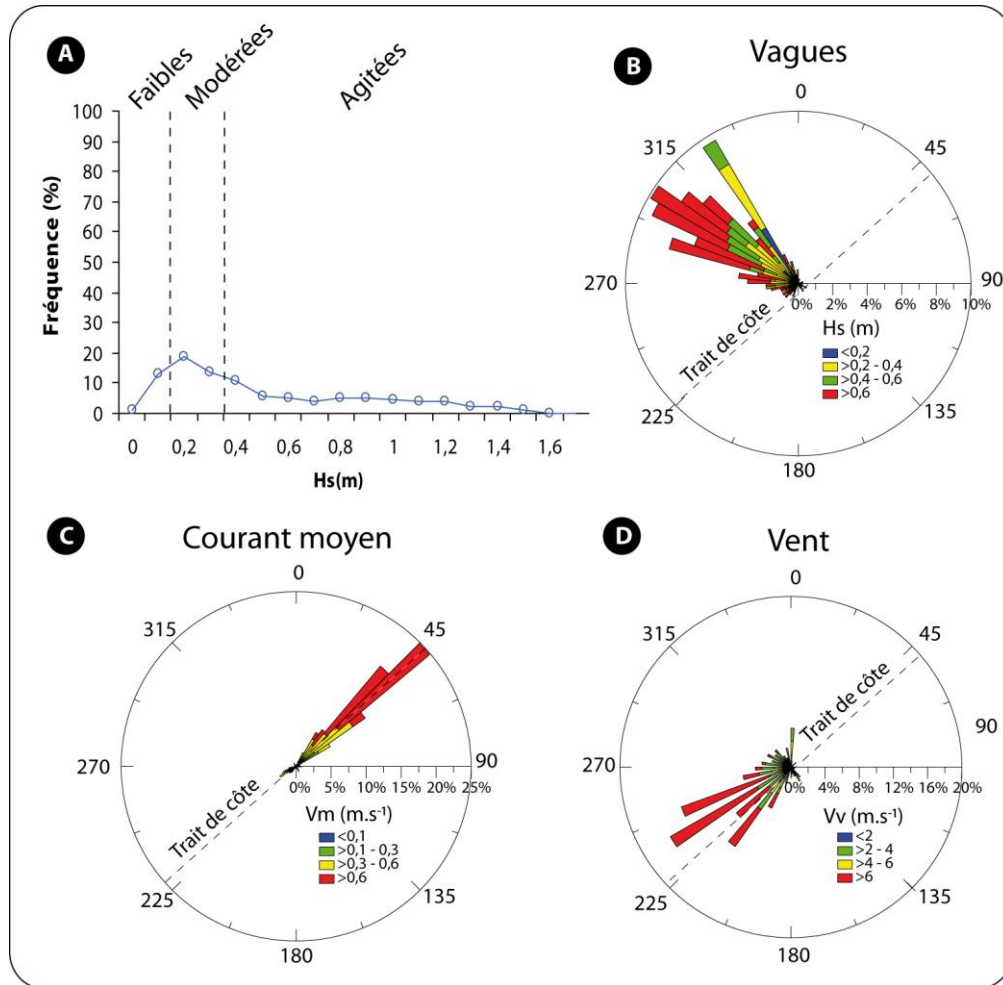 A
Faibles
Modérées
Agitées
Fréquence (%)
100
90
80
70
60
50
40
30
20
10
0
0 0,2 0,4 0,6 0,8 1 1,2 1,4 1,6
Hs(m)
B
Vagues
0
315 45
270 90
0% 2% 4% 6% 8% 10%
Trait de côte
Hs (m)
<0,2
>0,2 - 0,4
>0,4 - 0,6
>0,6
225 135
180
C
Courant moyen
0
315 45
270 90
0% 5% 10% 15% 20% 25%
Trait de côte
Vm (m.s⁻¹)
<0,1
>0,1 - 0,3
>0,3 - 0,6
>0,6
225 135
180
D
Vent
0
315 45
Trait de côte
270 90
0% 4% 8% 12% 16% 20%
Vv (m.s⁻¹)
<2
>2 - 4
>4 - 6
>6
225 135
180